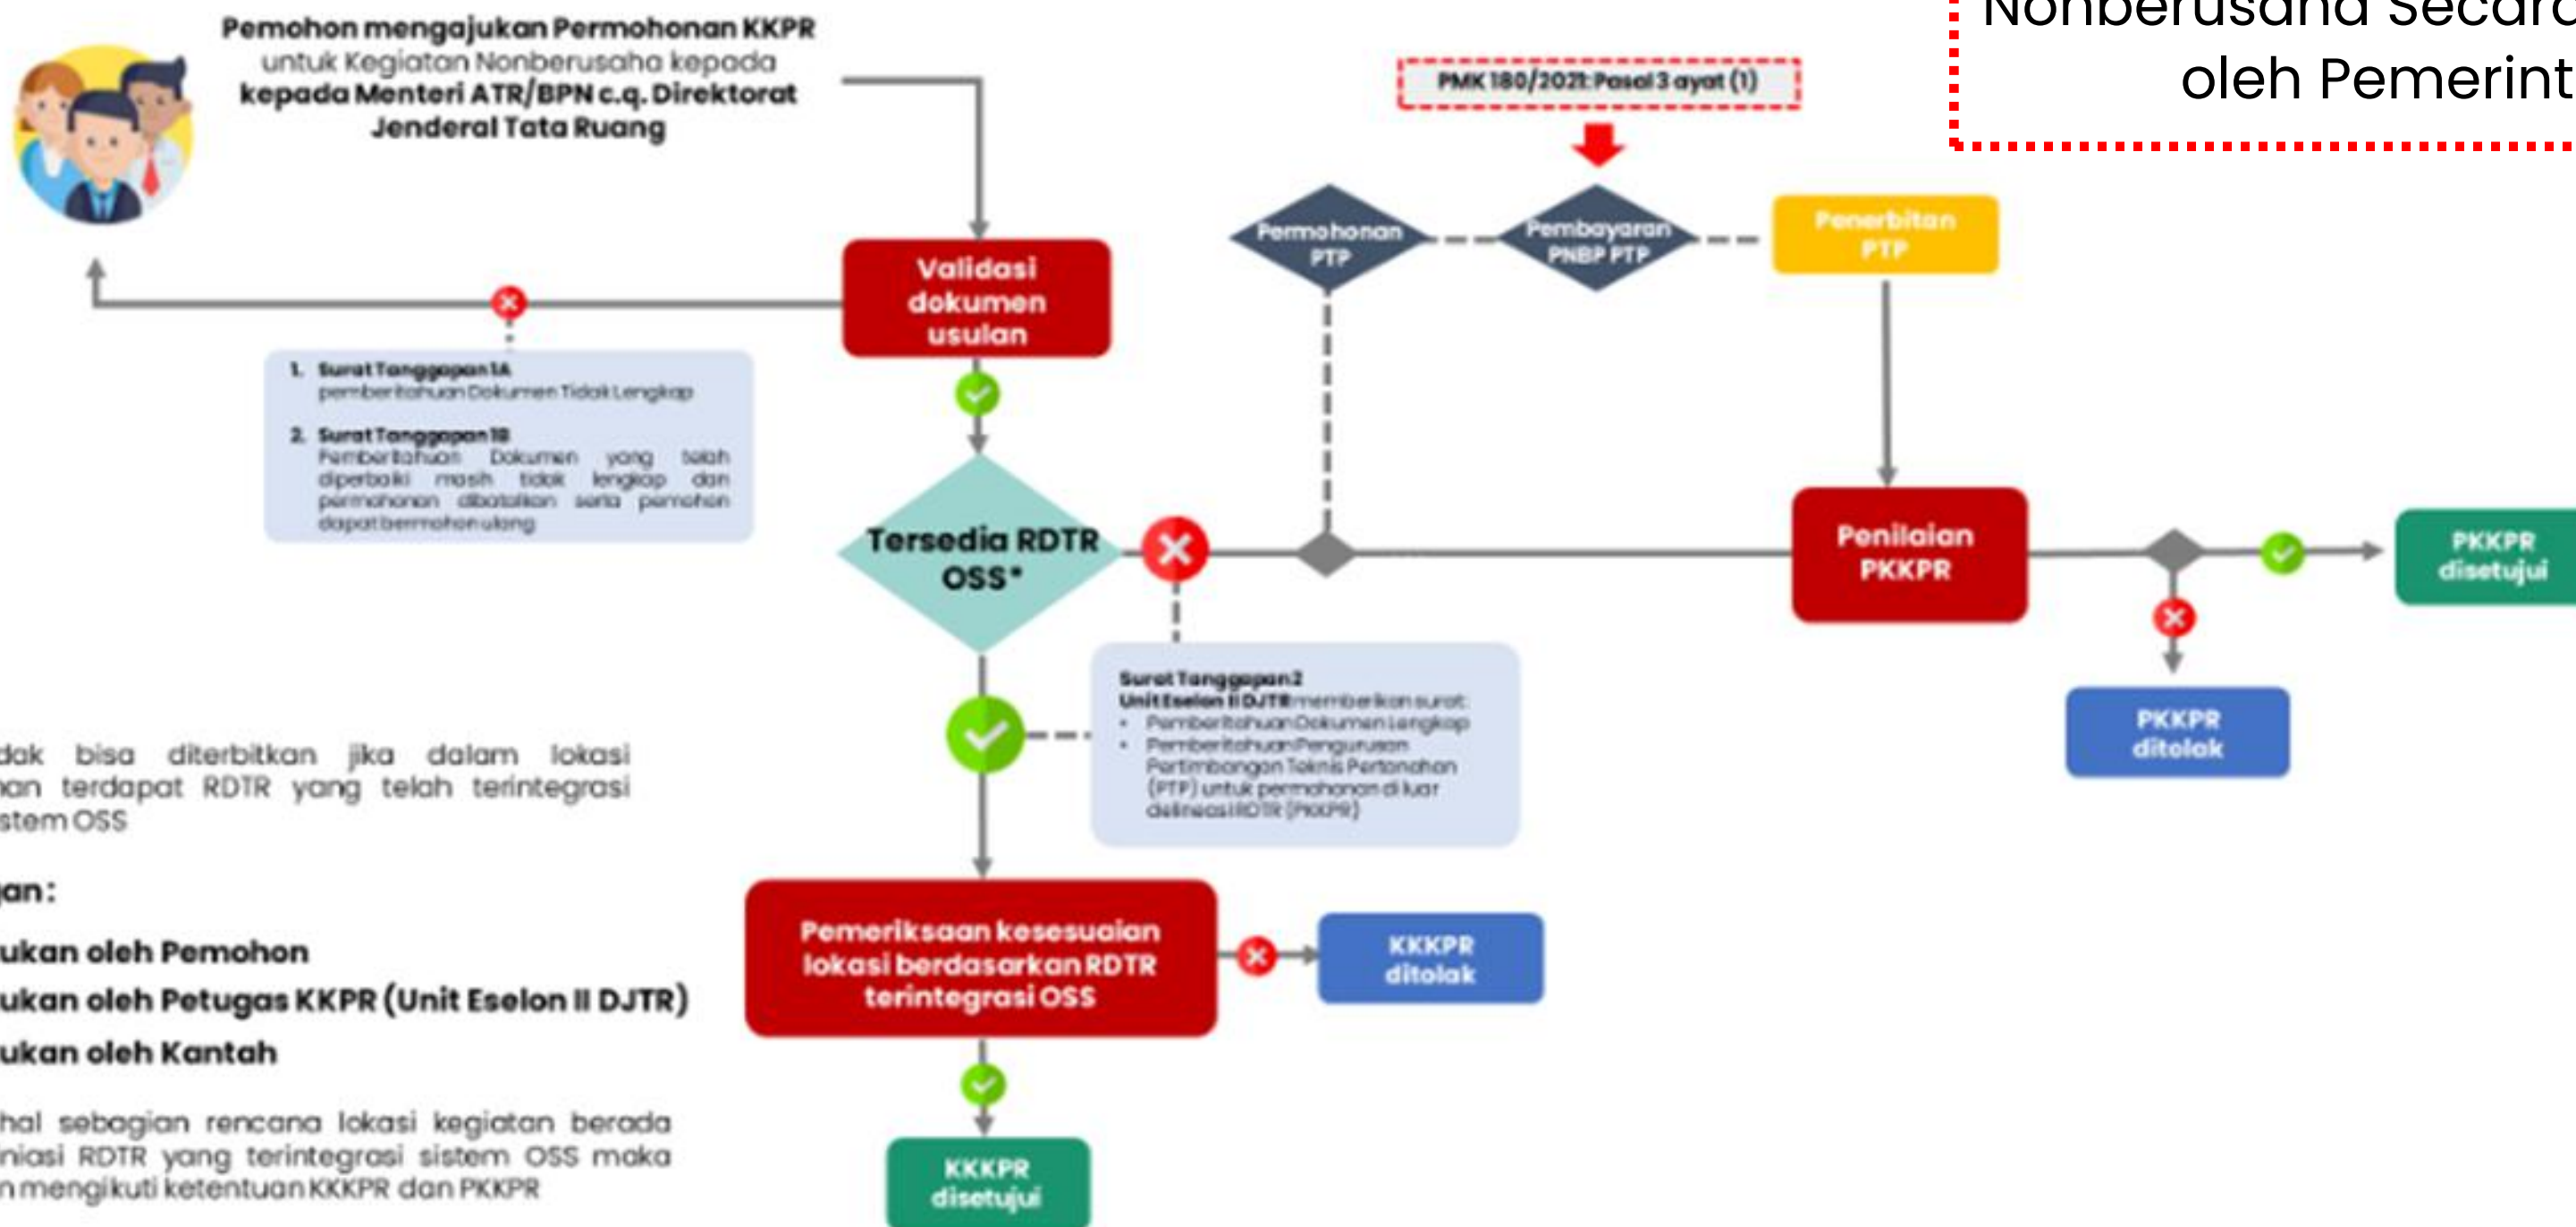 Pemohon mengajukan Permohonan KKPR
untuk Kegiatan Nonberusaha kepada
kepada Menteri ATR/BPN c.q. Direktorat
Jenderal Tata Ruang
oleh Pemerint
PMK 180/2021: Pasal 3 ayat (1)
Permohonan
PTP
Pembayaran
PNBP PTP
Penerbitan
PTP
Validasi
dokumen
usulan
1. Surat Tanggapan 1A
pemberitahuan Dokumen Tidak Lengkap
2. Surat Tanggapan 1B
Pemberitahuan Dokumen yang telah
diperbaiki masih tidak lengkap dan
permohonan dibatalkan serta pemohon
dapat bermohon ulang
Tersedia RDTR
OSS*
Penilaian
PKKPR
PKKPR
disetujui
PKKPR
ditolak
Surat Tanggapan 2
Unit Eselon II DJTR memberikan surat:
• Pemberitahuan Dokumen Lengkap
• Pemberitahuan Pengurusan
Pertimbangan Teknis Pertanahan
(PTP) untuk permohonan di luar
delineasi RDTR (PKKPR)
dak bisa diterbitkan jika dalam lokasi
nan terdapat RDTR yang telah terintegrasi
stem OSS
gan:
ukan oleh Pemohon
ukan oleh Petugas KKPR (Unit Eselon II DJTR)
ukan oleh Kantah
hal sebagian rencana lokasi kegiatan berada
iniasi RDTR yang terintegrasi sistem OSS maka
n mengikuti ketentuan KKKPR dan PKKPR
Pemeriksaan kesesuaian
lokasi berdasarkan RDTR
terintegrasi OSS
KKKPR
ditolak
KKKPR
disetujui